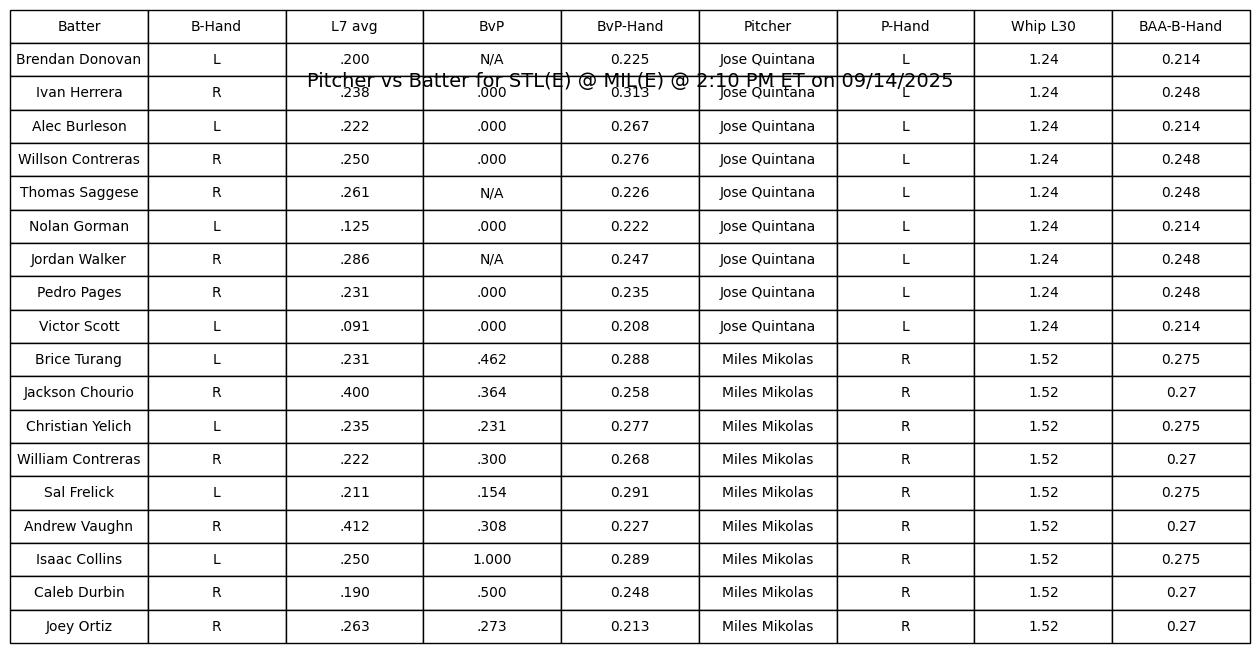 Batter B-Hand L7 avg BvP BvP-Hand Pitcher P-Hand Whip L30 BAA-B-Hand
Brendan Donovan L .200 N/A 0.225 Jose Quintana L 1.24 0.214
Pitcher vs Batter for STL(E) @ MIL(E) @ 2:10 PM ET on 09/14/2025
Ivan Herrera R .238 .000 0.313 Jose Quintana L 1.24 0.248
Alec Burleson L .222 .000 0.267 Jose Quintana L 1.24 0.214
Willson Contreras R .250 .000 0.276 Jose Quintana L 1.24 0.248
Thomas Saggese R .261 N/A 0.226 Jose Quintana L 1.24 0.248
Nolan Gorman L .125 .000 0.222 Jose Quintana L 1.24 0.214
Jordan Walker R .286 N/A 0.247 Jose Quintana L 1.24 0.248
Pedro Pages R .231 .000 0.235 Jose Quintana L 1.24 0.248
Victor Scott L .091 .000 0.208 Jose Quintana L 1.24 0.214
Brice Turang L .231 .462 0.288 Miles Mikolas R 1.52 0.275
Jackson Chourio R .400 .364 0.258 Miles Mikolas R 1.52 0.27
Christian Yelich L .235 .231 0.277 Miles Mikolas R 1.52 0.275
William Contreras R .222 .300 0.268 Miles Mikolas R 1.52 0.27
Sal Frelick L .211 .154 0.291 Miles Mikolas R 1.52 0.275
Andrew Vaughn R .412 .308 0.227 Miles Mikolas R 1.52 0.27
Isaac Collins L .250 1.000 0.289 Miles Mikolas R 1.52 0.275
Caleb Durbin R .190 .500 0.248 Miles Mikolas R 1.52 0.27
Joey Ortiz R .263 .273 0.213 Miles Mikolas R 1.52 0.27